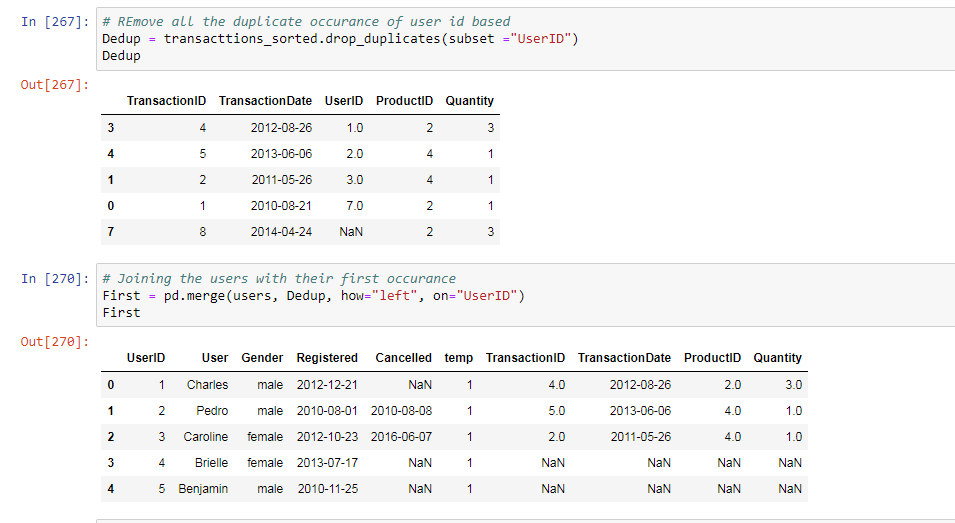 In [267]: # REmove all the duplicate occurance of user id based
Dedup = transacttions_sorted.drop_duplicates(subset ="UserID")
Dedup
Out[267]:
TransactionID TransactionDate UserID ProductID Quantity
3 4 2012-08-26 1.0 2 3
4 5 2013-06-06 2.0 4 1
1 2 2011-05-26 3.0 4 1
0 1 2010-08-21 7.0 2 1
7 8 2014-04-24 NaN 2 3
In [270]: # Joining the users with their first occurance
First = pd.merge(users, Dedup, how="left", on="UserID")
First
Out[270]:
UserID User Gender Registered Cancelled temp TransactionID TransactionDate ProductID Quantity
0 1 Charles male 2012-12-21 NaN 1 4.0 2012-08-26 2.0 3.0
1 2 Pedro male 2010-08-01 2010-08-08 1 5.0 2013-06-06 4.0 1.0
2 3 Caroline female 2012-10-23 2016-06-07 1 2.0 2011-05-26 4.0 1.0
3 4 Brielle female 2013-07-17 NaN 1 NaN NaN NaN NaN
4 5 Benjamin male 2010-11-25 NaN 1 NaN NaN NaN NaN